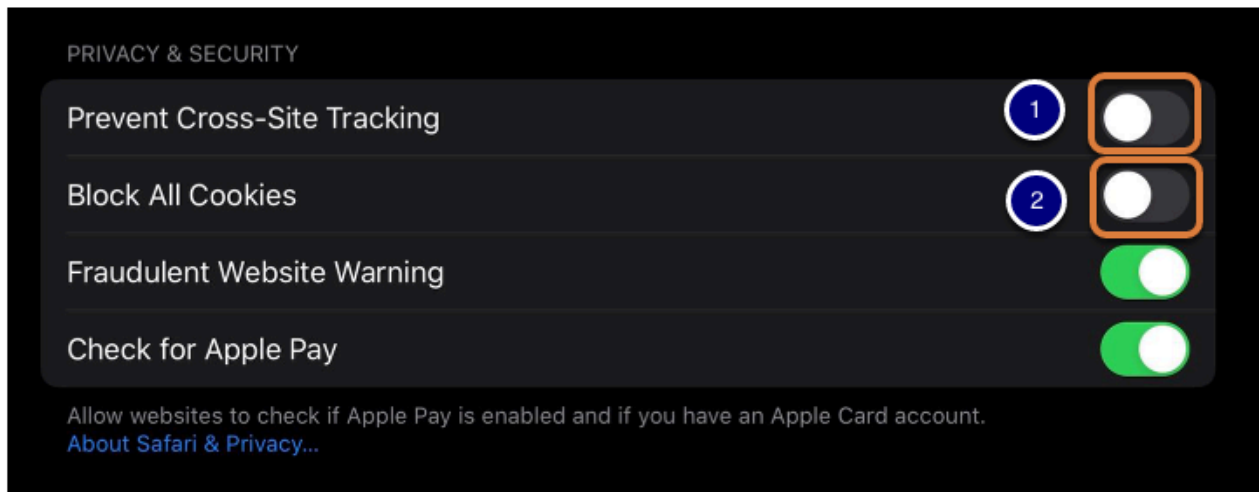 PRIVACY & SECURITY
Prevent Cross-Site Tracking
1
Block All Cookies
2
Fraudulent Website Warning
Check for Apple Pay
Allow websites to check if Apple Pay is enabled and if you have an Apple Card account.
About Safari & Privacy...